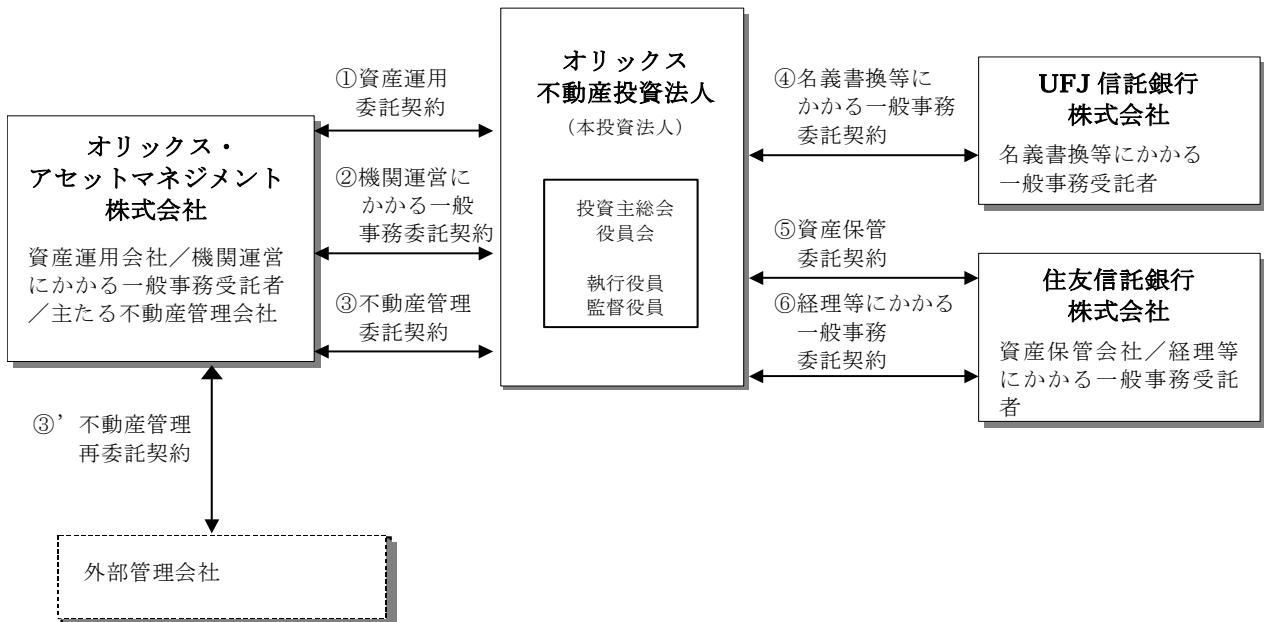 オリックス・
アセットマネジメント
株式会社
資産運用会社／機関運営
にかかる一般事務受託者
／主たる不動産管理会社
①資産運用
委託契約
②機関運営に
かかる一般
事務委託契約
③不動産管理
委託契約
③’不動産管理
再委託契約
外部管理会社
オリックス
不動産投資法人
（本投資法人）
投資主総会
役員会
執行役員
監督役員
④名義書換等に
かかる一般事務
委託契約
⑤資産保管
委託契約
⑥経理等にかかる
一般事務
委託契約
UFJ 信託銀行
株式会社
名義書換等にかかる
一般事務受託者
住友信託銀行
株式会社
資産保管会社／経理等
にかかる一般事務受託
者